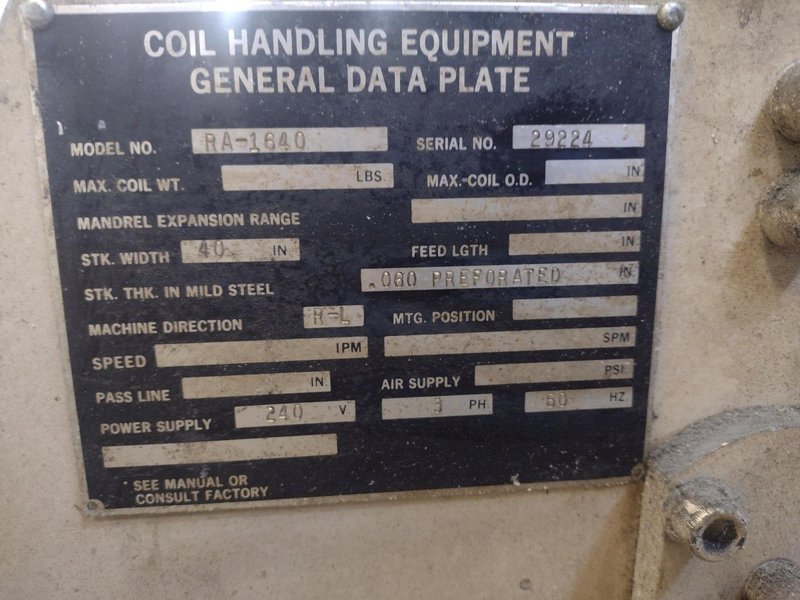 COIL HANDLING EQUIPMENT
GENERAL DATA PLATE
MODEL NO. RA-1640 SERIAL NO. 29224
MAX. COIL WT. LBS. MAX. COIL O.D. IN
MANDREL EXPANSION RANGE IN
STK. WIDTH 40 IN FEED LGTH IN
STK. THK. IN MILD STEEL .060 PREFORATED IN
MACHINE DIRECTION R-L MTG. POSITION
SPEED IPM SPM
PASS LINE IN. AIR SUPPLY PSI.
POWER SUPPLY 240 V. 3 PH. 60 HZ
*SEE MANUAL OR
CONSULT FACTORY